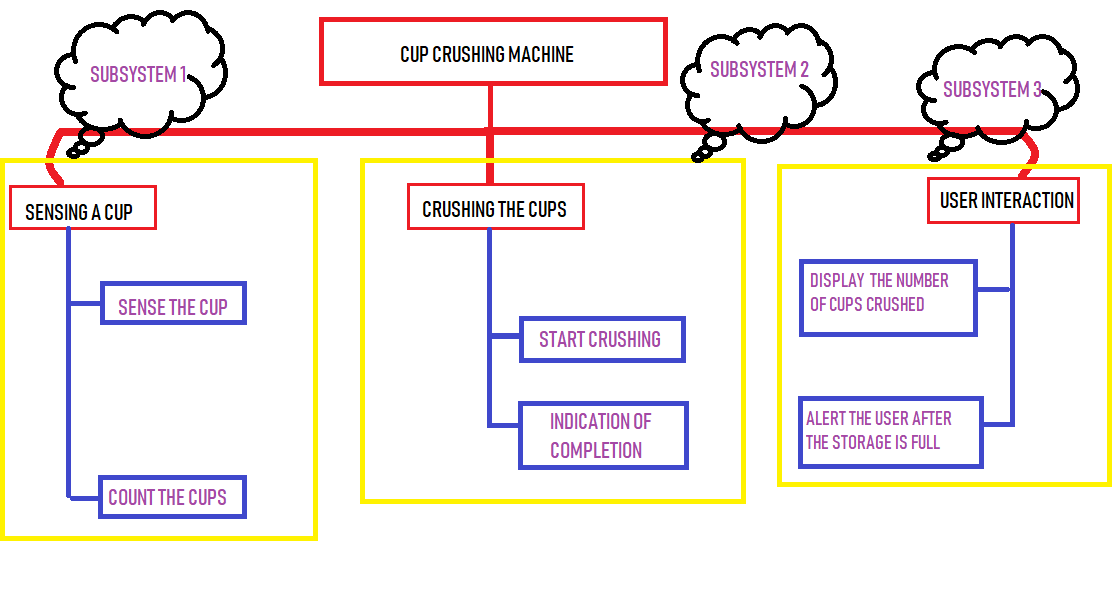 CUP CRUSHING MACHINE
SUBSYSTEM 1
SUBSYSTEM 2
SUBSYSTEM 3
SENSING A CUP
SENSE THE CUP
COUNT THE CUPS
CRUSHING THE CUPS
START CRUSHING
INDICATION OF
COMPLETION
USER INTERACTION
DISPLAY THE NUMBER
OF CUPS CRUSHED
ALERT THE USER AFTER
THE STORAGE IS FULL